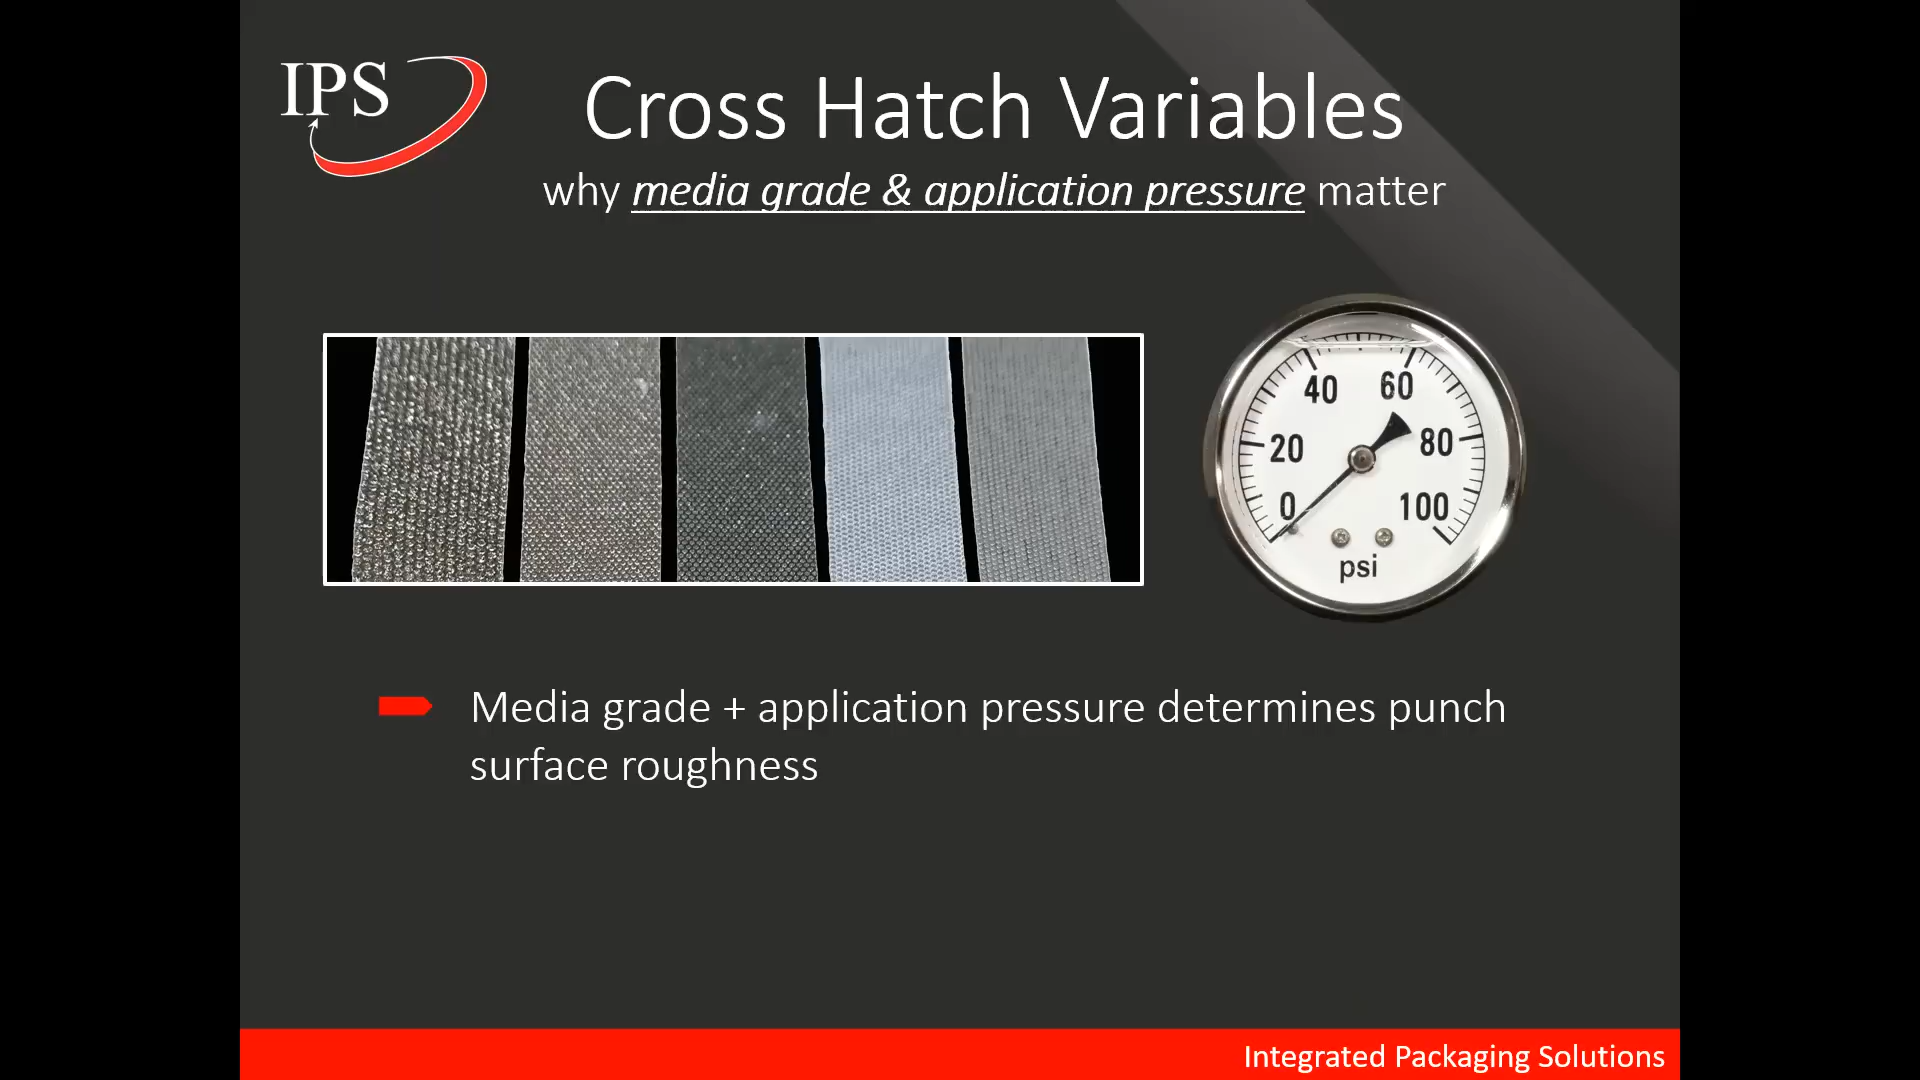 IPS
Cross Hatch Variables
why media grade & application pressure matter
40 60
20 80
0 100
psi
Media grade + application pressure determines punch
surface roughness
Integrated Packaging Solutions